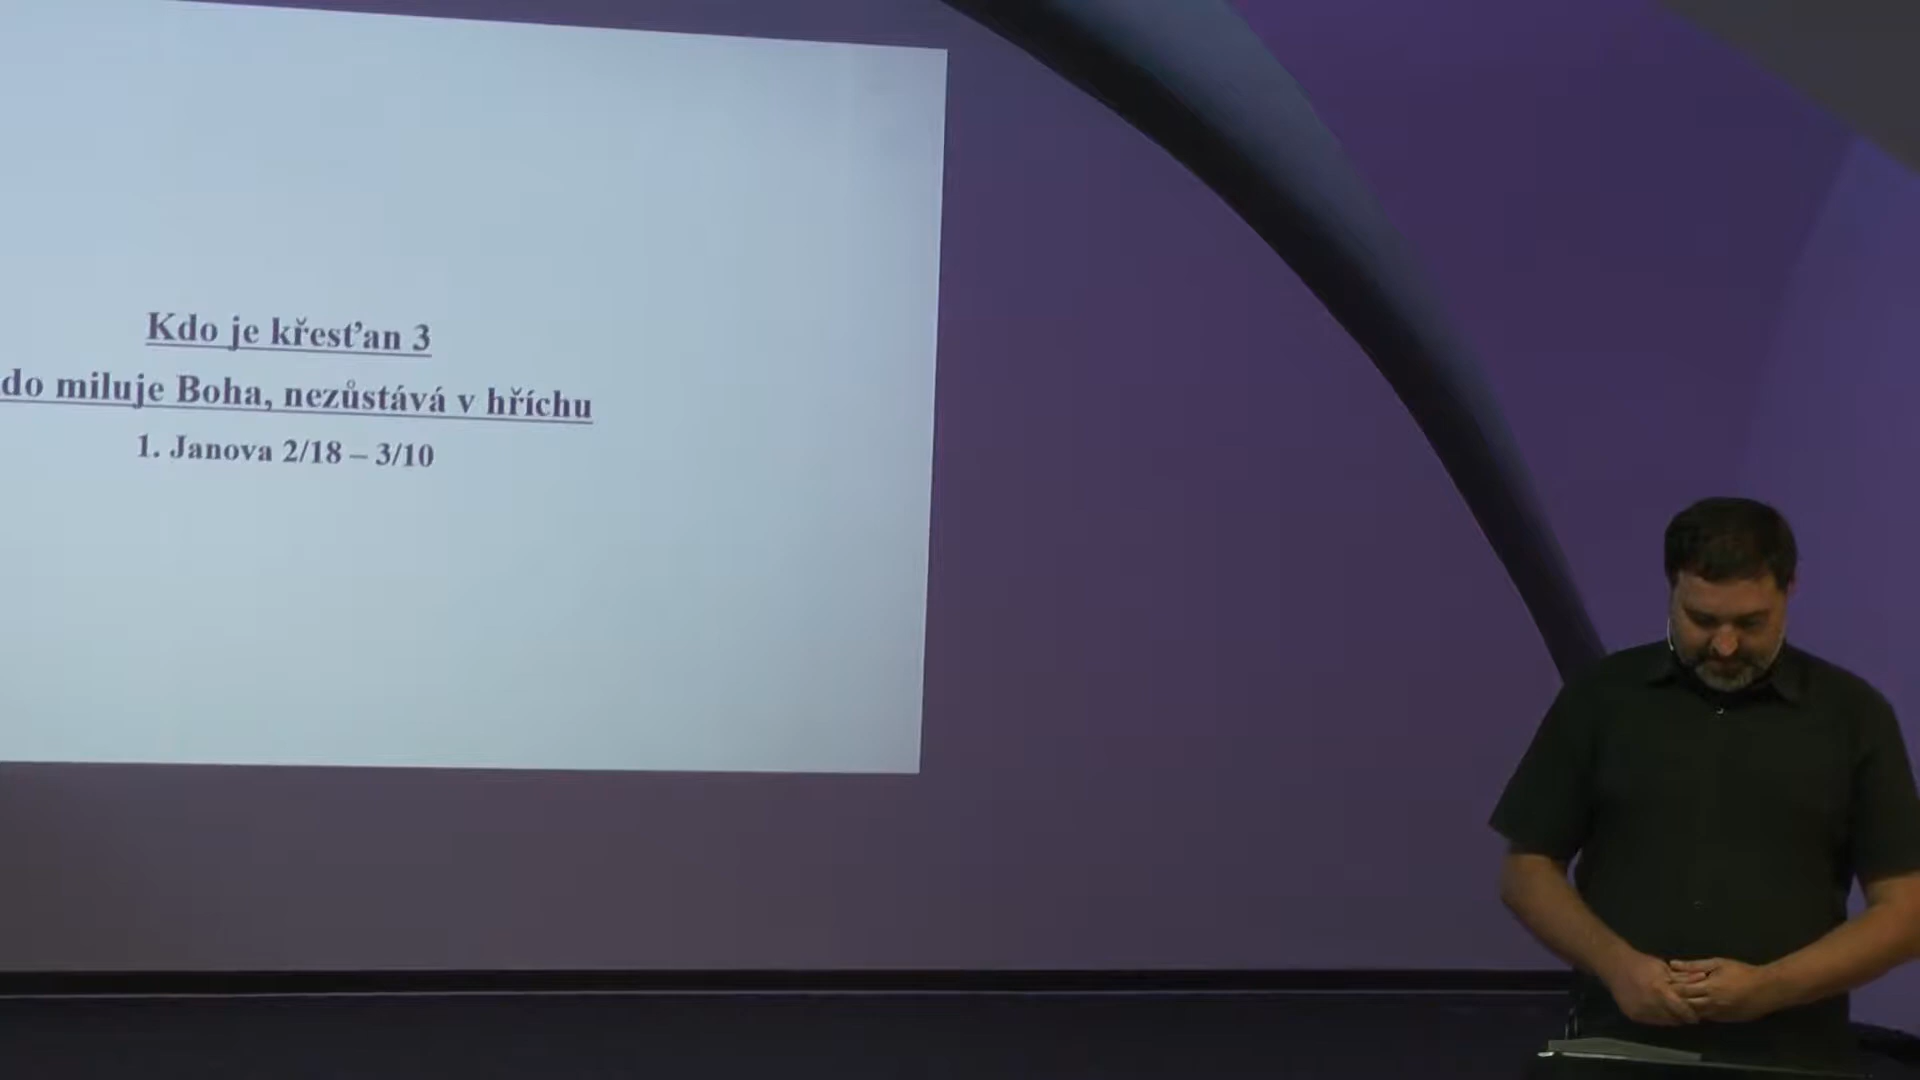 Kdo je křesťan 3
do miluje Boha, nezůstává v hříchu
1. Janova 2/18 – 3/10